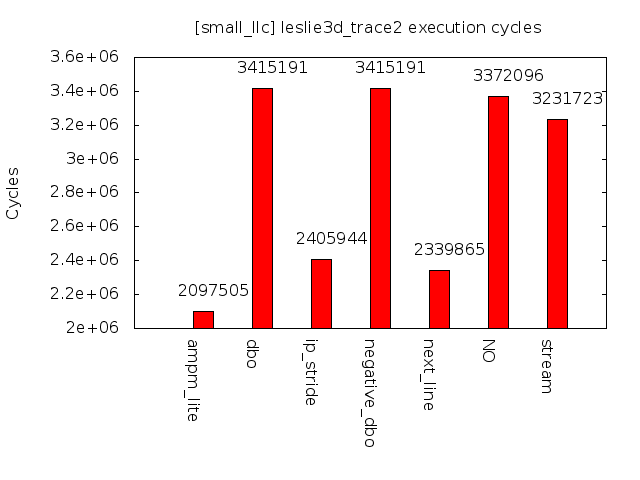 [small_llc] leslie3d_trace2 execution cycles
Cycles
3.6e+06
3.4e+06
3.2e+06
3e+06
2.8e+06
2.6e+06
2.4e+06
2.2e+06
2e+06
2097505
3415191
2405944
3415191
2339865
3372096
3231723
ampm_lite
dbo
ip_stride
negative_dbo
next_line
NO
stream